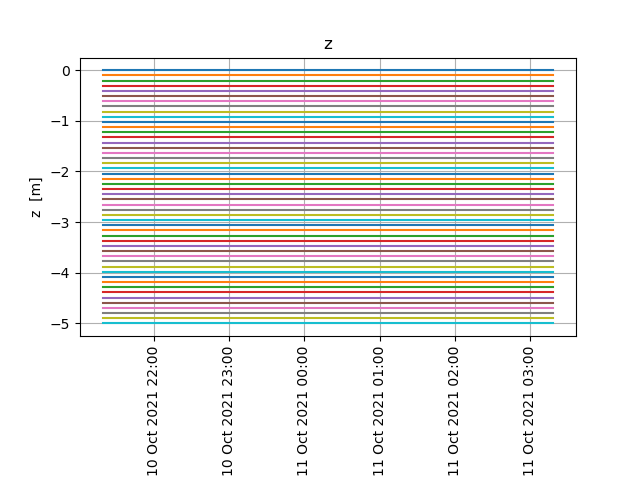 z
0
−1
−2
−3
−4
−5
z [m]
10 Oct 2021 22:00
10 Oct 2021 23:00
11 Oct 2021 00:00
11 Oct 2021 01:00
11 Oct 2021 02:00
11 Oct 2021 03:00